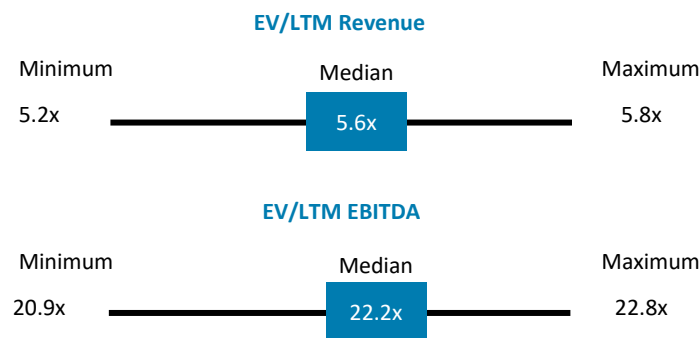 EV/LTM Revenue
Minimum Median Maximum
5.2x 5.6x 5.8x
EV/LTM EBITDA
Minimum Median Maximum
20.9x 22.2x 22.8x